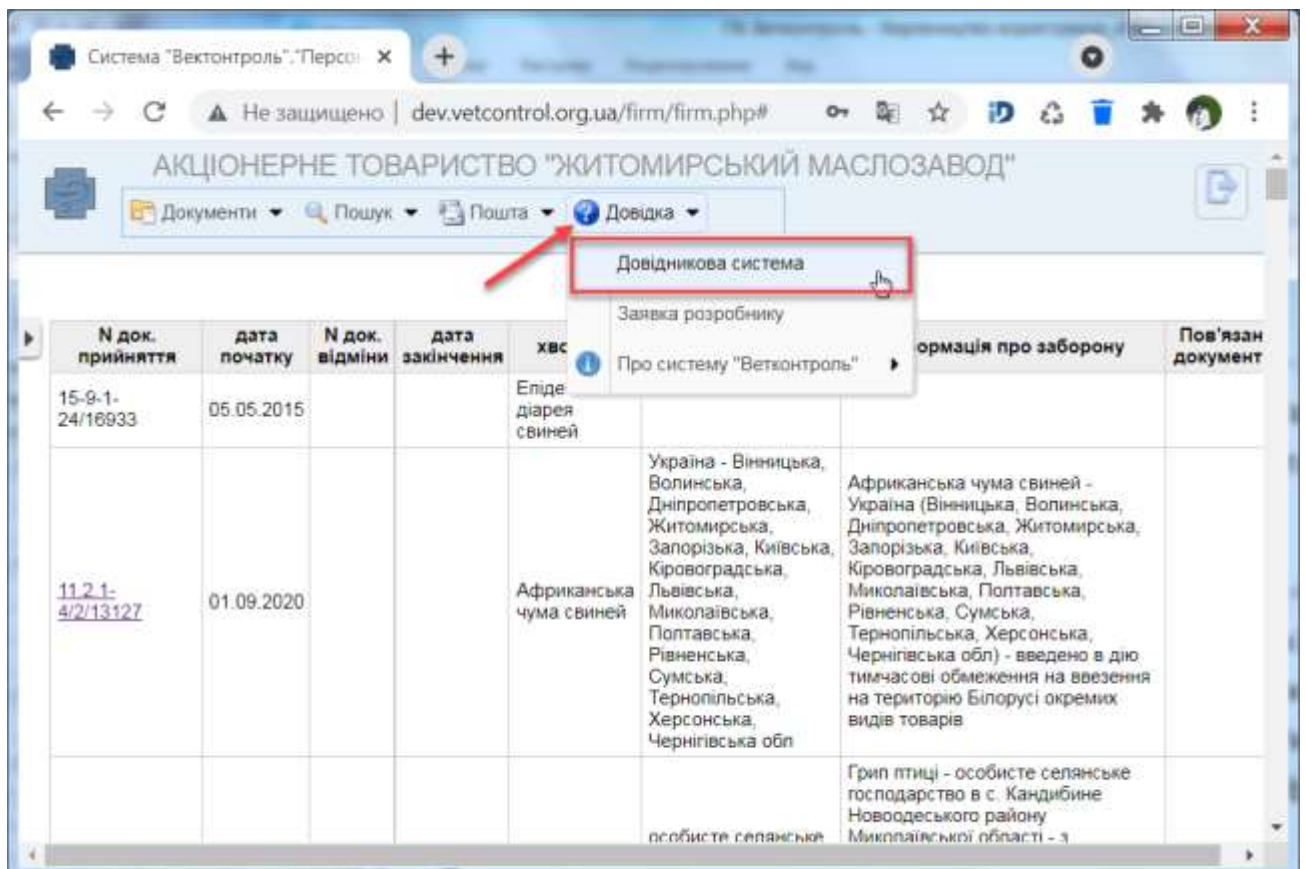 Система "Вектонтроль"."Персо
Не защищено | dev.vetcontrol.org.ua/firm/firm.php#
АКЦІОНЕРНЕ ТОВАРИСТВО "ЖИТОМИРСЬКИЙ МАСЛОЗАВОД"
Документи Пошук Пошта Довідка
Довідникова система
Заявка розробнику
Про систему "Ветконтроль"
N док. прийняття
дата початку
N док. відміни
дата закінчення
хво
ормація про заборону
Пов'язан
документ
15-9-1-
24/16933
05.05.2015
Епіде
діарея
свиней
11.2.1-
4/2/13127
01.09.2020
Африканська
чума свиней
Україна - Вінницька,
Волинська,
Дніпропетровська,
Житомирська,
Запорізька, Київська,
Кіровоградська,
Львівська,
Миколаївська,
Полтавська,
Рівненська,
Сумська,
Тернопільська,
Херсонська,
Чернігівська обл
Африканська чума свиней -
Україна (Вінницька, Волинська,
Дніпропетровська, Житомирська,
Запорізька, Київська,
Кіровоградська, Львівська,
Миколаївська, Полтавська,
Рівненська, Сумська,
Тернопільська, Херсонська,
Чернігівська обл) - введено в дію
тимчасові обмеження на ввезення
на територію Білорусі окремих
видів товарів
особисте селянське
Грип птиці - особисте селянське
господарство в с. Кандибине
Новоодеського району
Миколаївської області - з